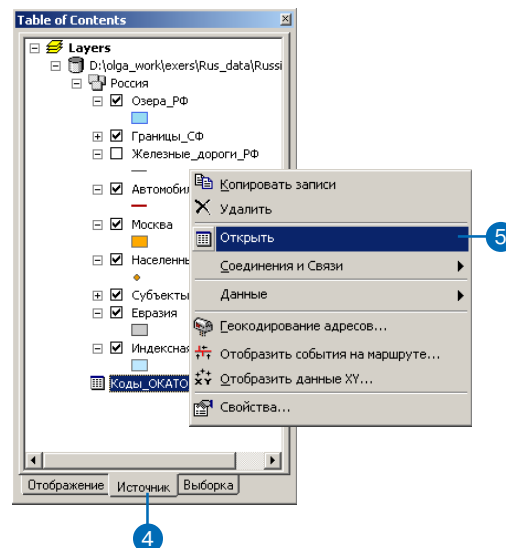 Table of Contents
Layers
D:\olga_work\exers\Rus_data\Russi
Россия
Озера_РФ
Границы_СФ
Железные_дороги_РФ
Автомобил
Копировать записи
Удалить
Москва
Открыть
5
Населенн
Соединения и Связи
Субъекты
Данные
Евразия
Геокодирование адресов...
Индексная
Отобразить события на маршруте...
Коды_ОКАТО
Отобразить данные XY...
Свойства...
Отображение
Источник
Выборка
4